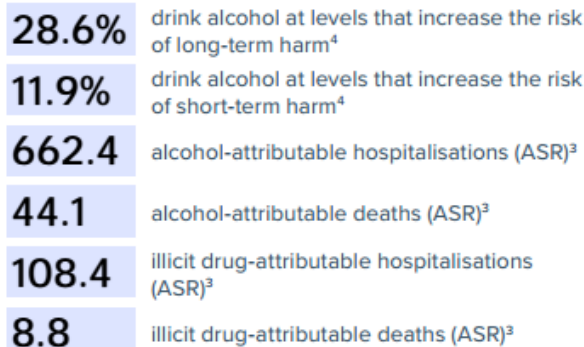 28.6% drink alcohol at levels that increase the risk
of long-term harm⁴
11.9% drink alcohol at levels that increase the risk
of short-term harm⁴
662.4 alcohol-attributable hospitalisations (ASR)³
44.1 alcohol-attributable deaths (ASR)³
108.4 illicit drug-attributable hospitalisations
(ASR)³
8.8 illicit drug-attributable deaths (ASR)³